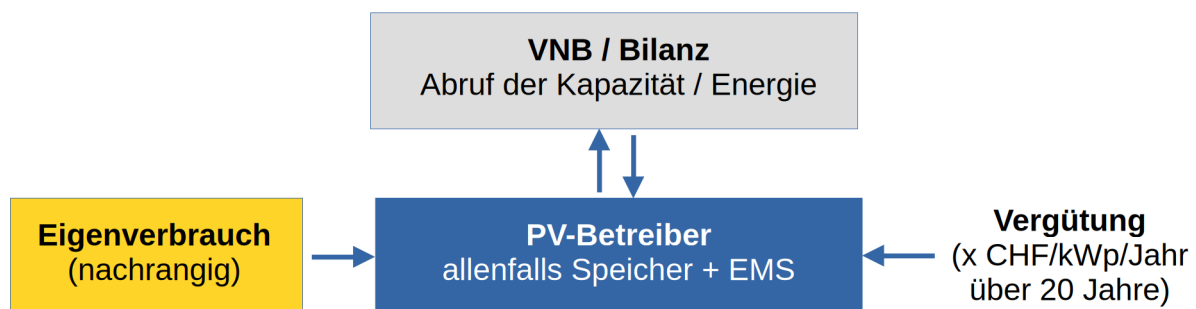 VNB / Bilanz
Abruf der Kapazität / Energie
Eigenverbrauch
(nachrangig)
PV-Betreiber
allenfalls Speicher + EMS
Vergütung
(x CHF/kWp/Jahr
über 20 Jahre)